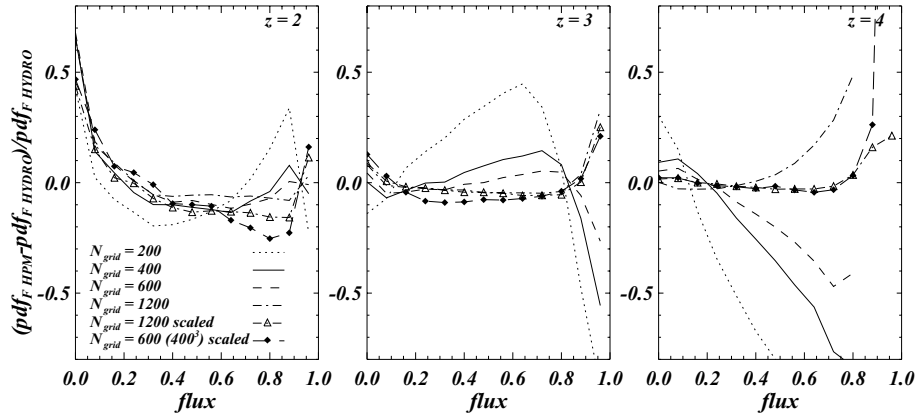 z = 2
z = 3
z = 4
(pdf_F HPM-pdf_F HYDRO)/pdf_F HYDRO
0.5
0.0
-0.5
0.5
0.0
-0.5
0.5
0.0
-0.5
N_grid = 200
N_grid = 400
N_grid = 600
N_grid = 1200
N_grid = 1200 scaled
N_grid = 600 (400³) scaled
0.0 0.2 0.4 0.6 0.8 1.0
0.0 0.2 0.4 0.6 0.8 1.0
0.0 0.2 0.4 0.6 0.8 1.0
flux
flux
flux